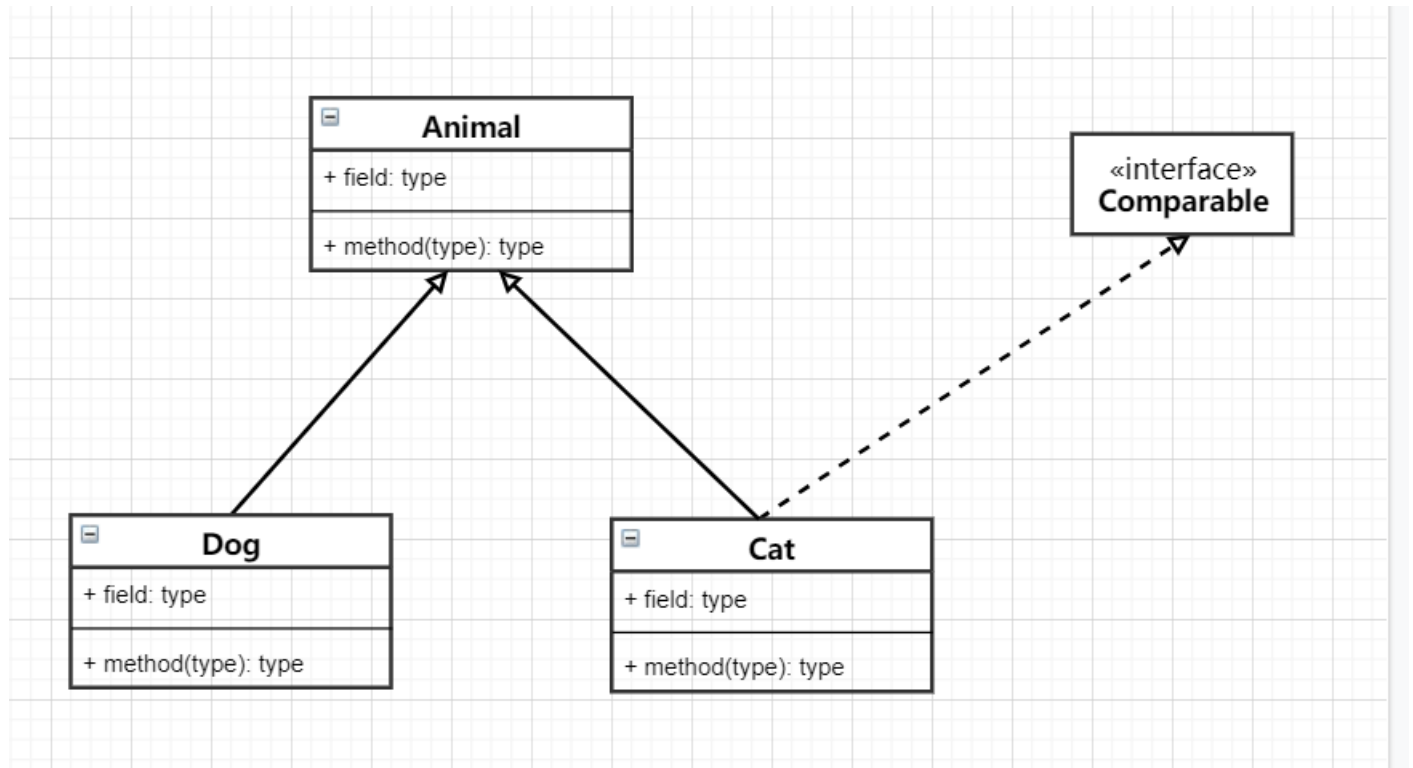 Animal
+ field: type
+ method(type): type
«interface»
Comparable
Dog
+ field: type
+ method(type): type
Cat
+ field: type
+ method(type): type